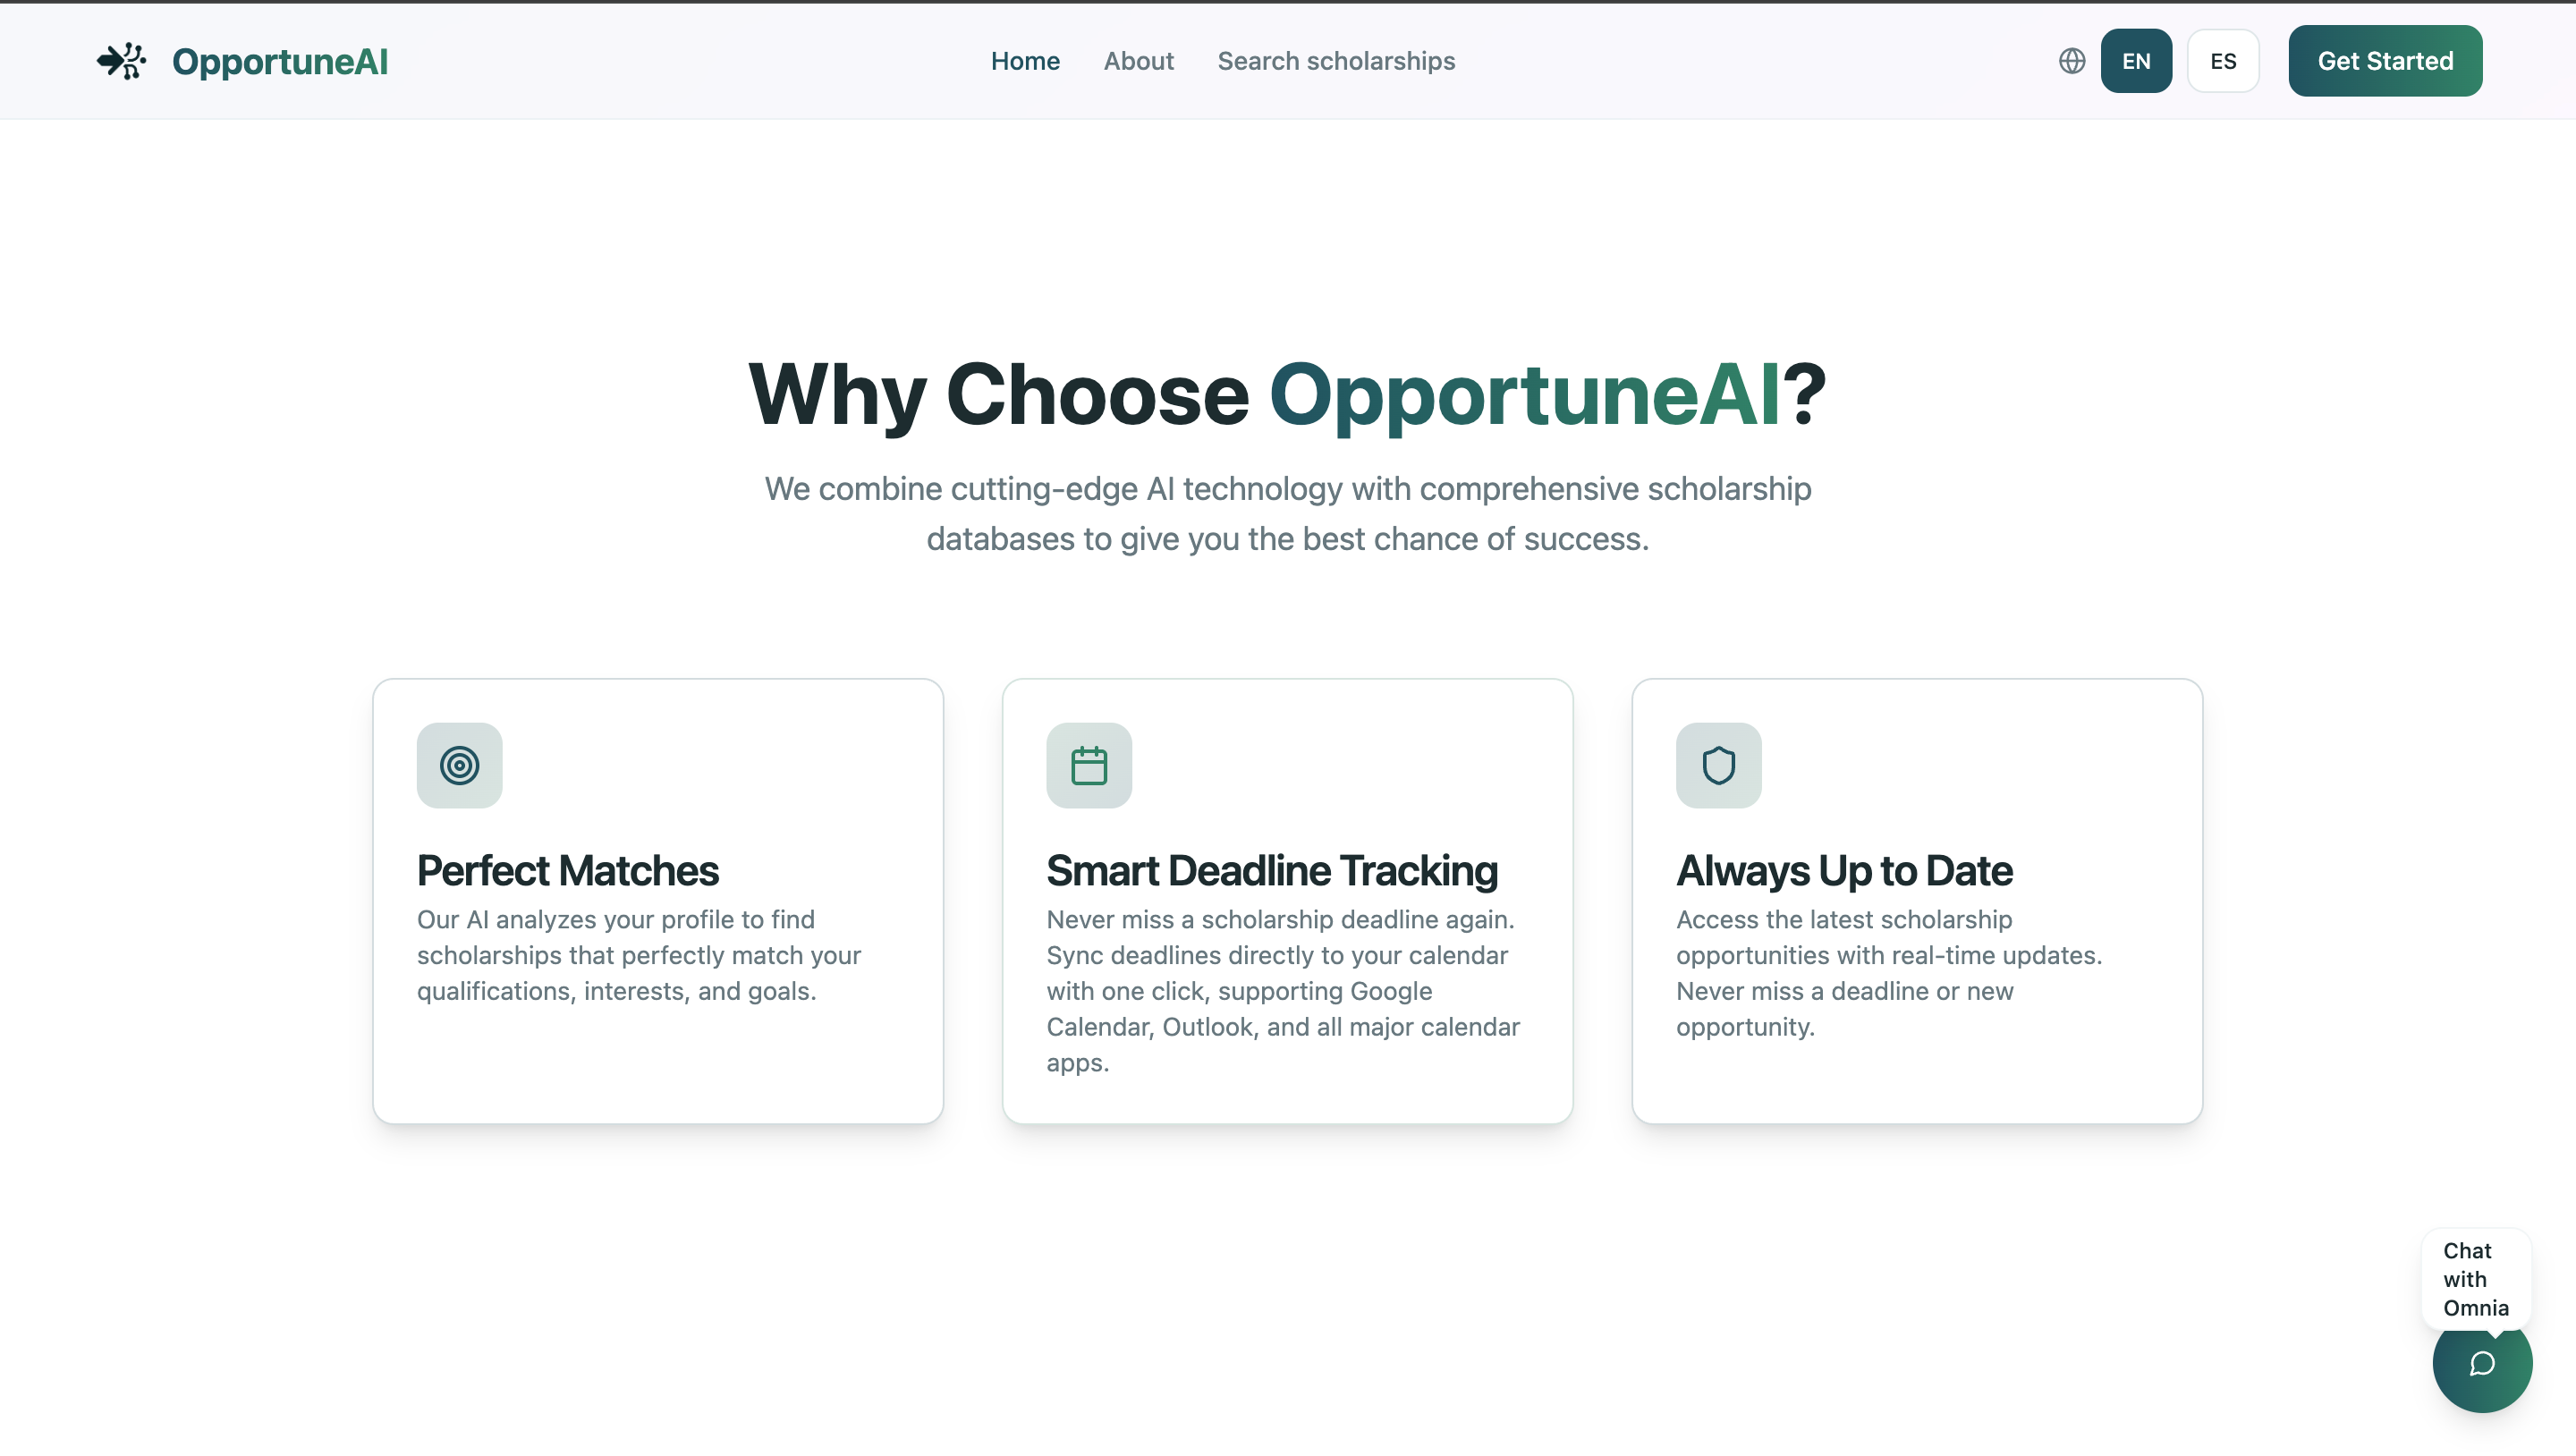 OpportuneAI
Home
About
Search scholarships
EN
ES
Get Started
Why Choose OpportuneAI?
We combine cutting-edge AI technology with comprehensive scholarship
databases to give you the best chance of success.
Perfect Matches
Our AI analyzes your profile to find
scholarships that perfectly match your
qualifications, interests, and goals.
Smart Deadline Tracking
Never miss a scholarship deadline again.
Sync deadlines directly to your calendar
with one click, supporting Google
Calendar, Outlook, and all major calendar
apps.
Always Up to Date
Access the latest scholarship
opportunities with real-time updates.
Never miss a deadline or new
opportunity.
Chat
with
Omnia